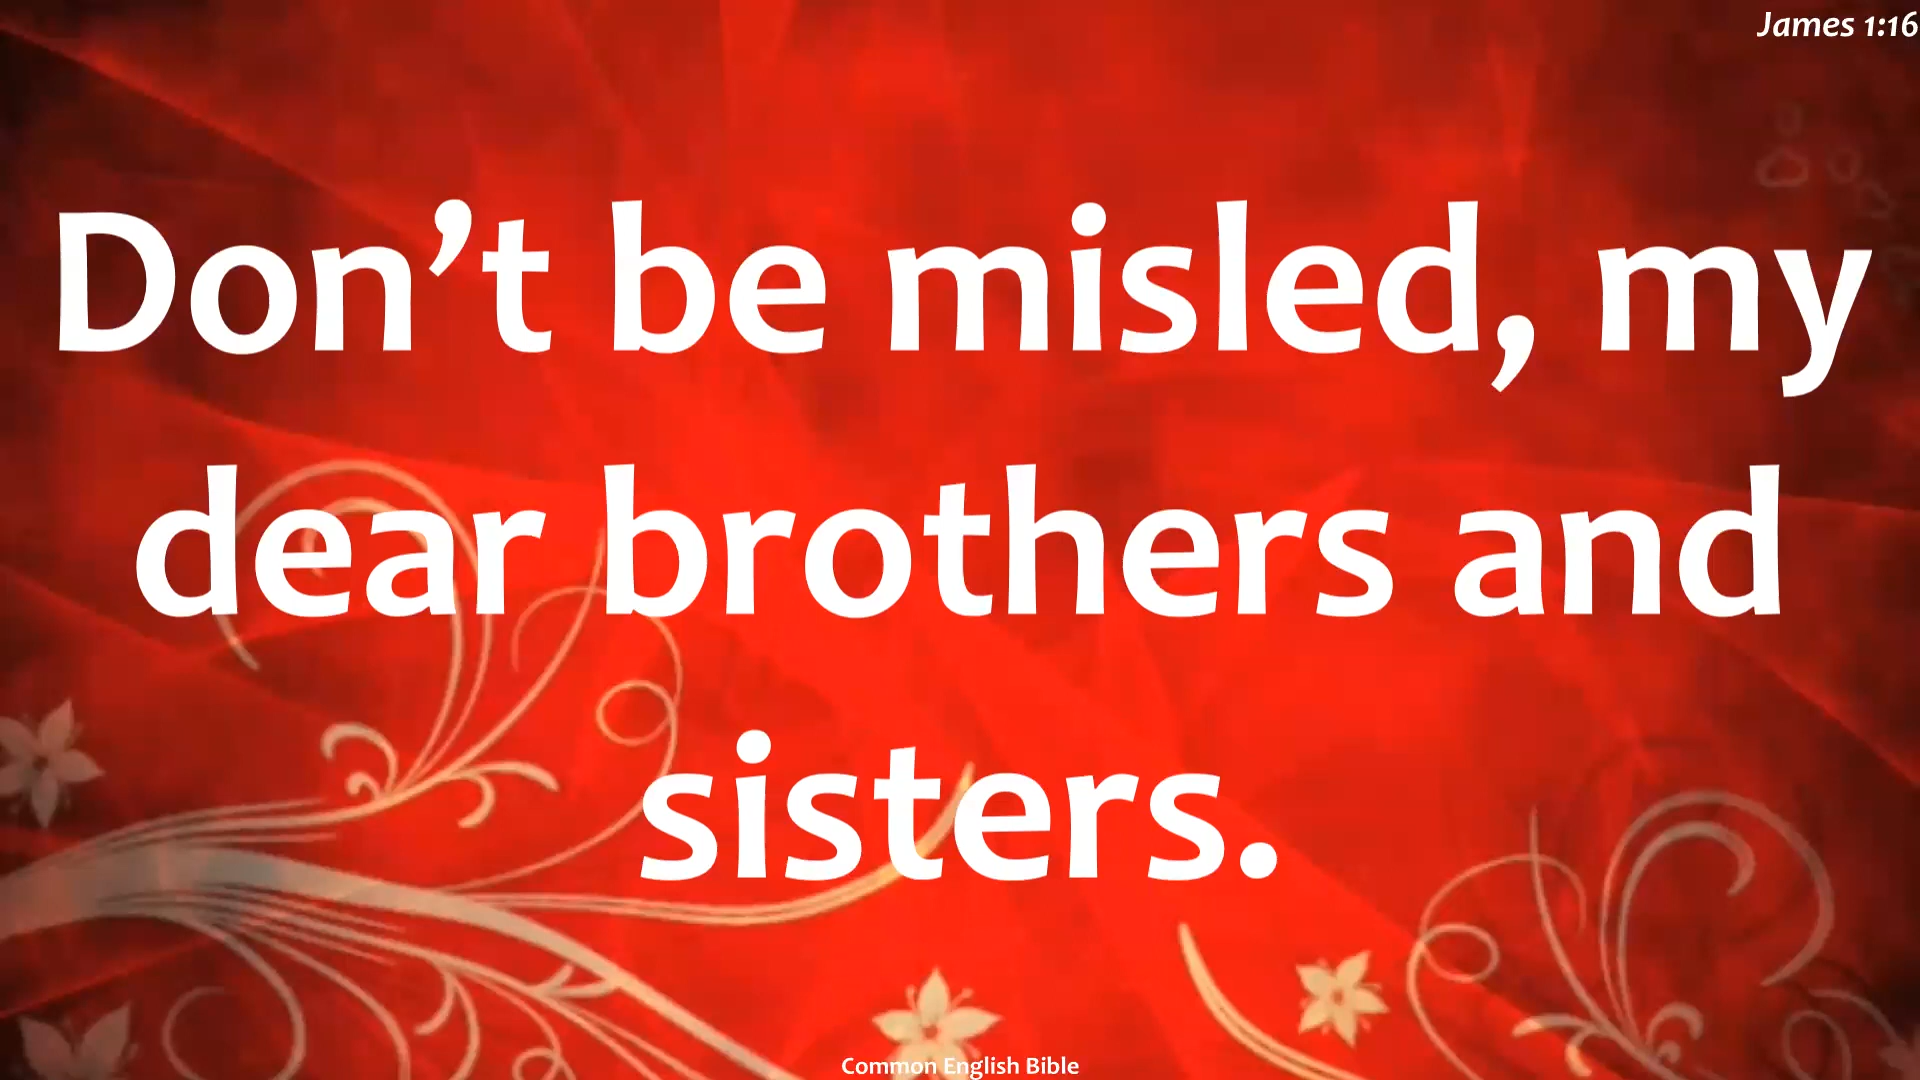 James 1:16
Don’t be misled, my
dear brothers and
sisters.
Common English Bible